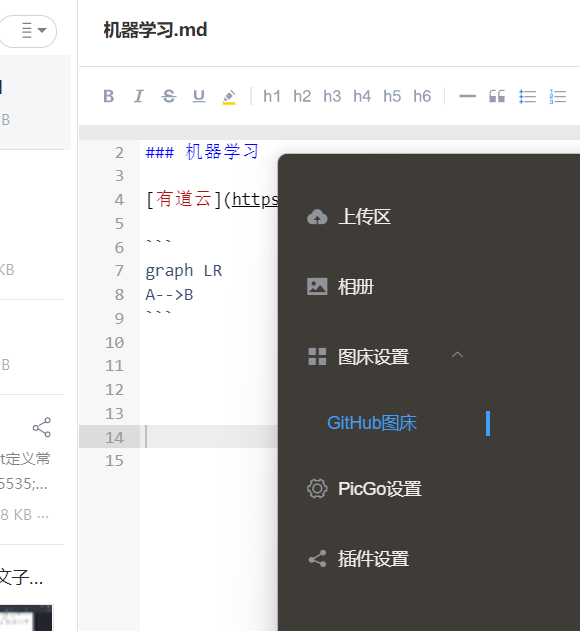 机器学习.md
B I S U h1 h2 h3 h4 h5 h6
B
KB
B
t定义常
5535;...
8 KB ...
文子...
2 ### 机器学习
3
4 [有道云](https
5
6 ```
7 graph LR
8 A-->B
9 ```
10
11
12
13
14
15
上传区
相册
图床设置
GitHub图床
PicGo设置
插件设置